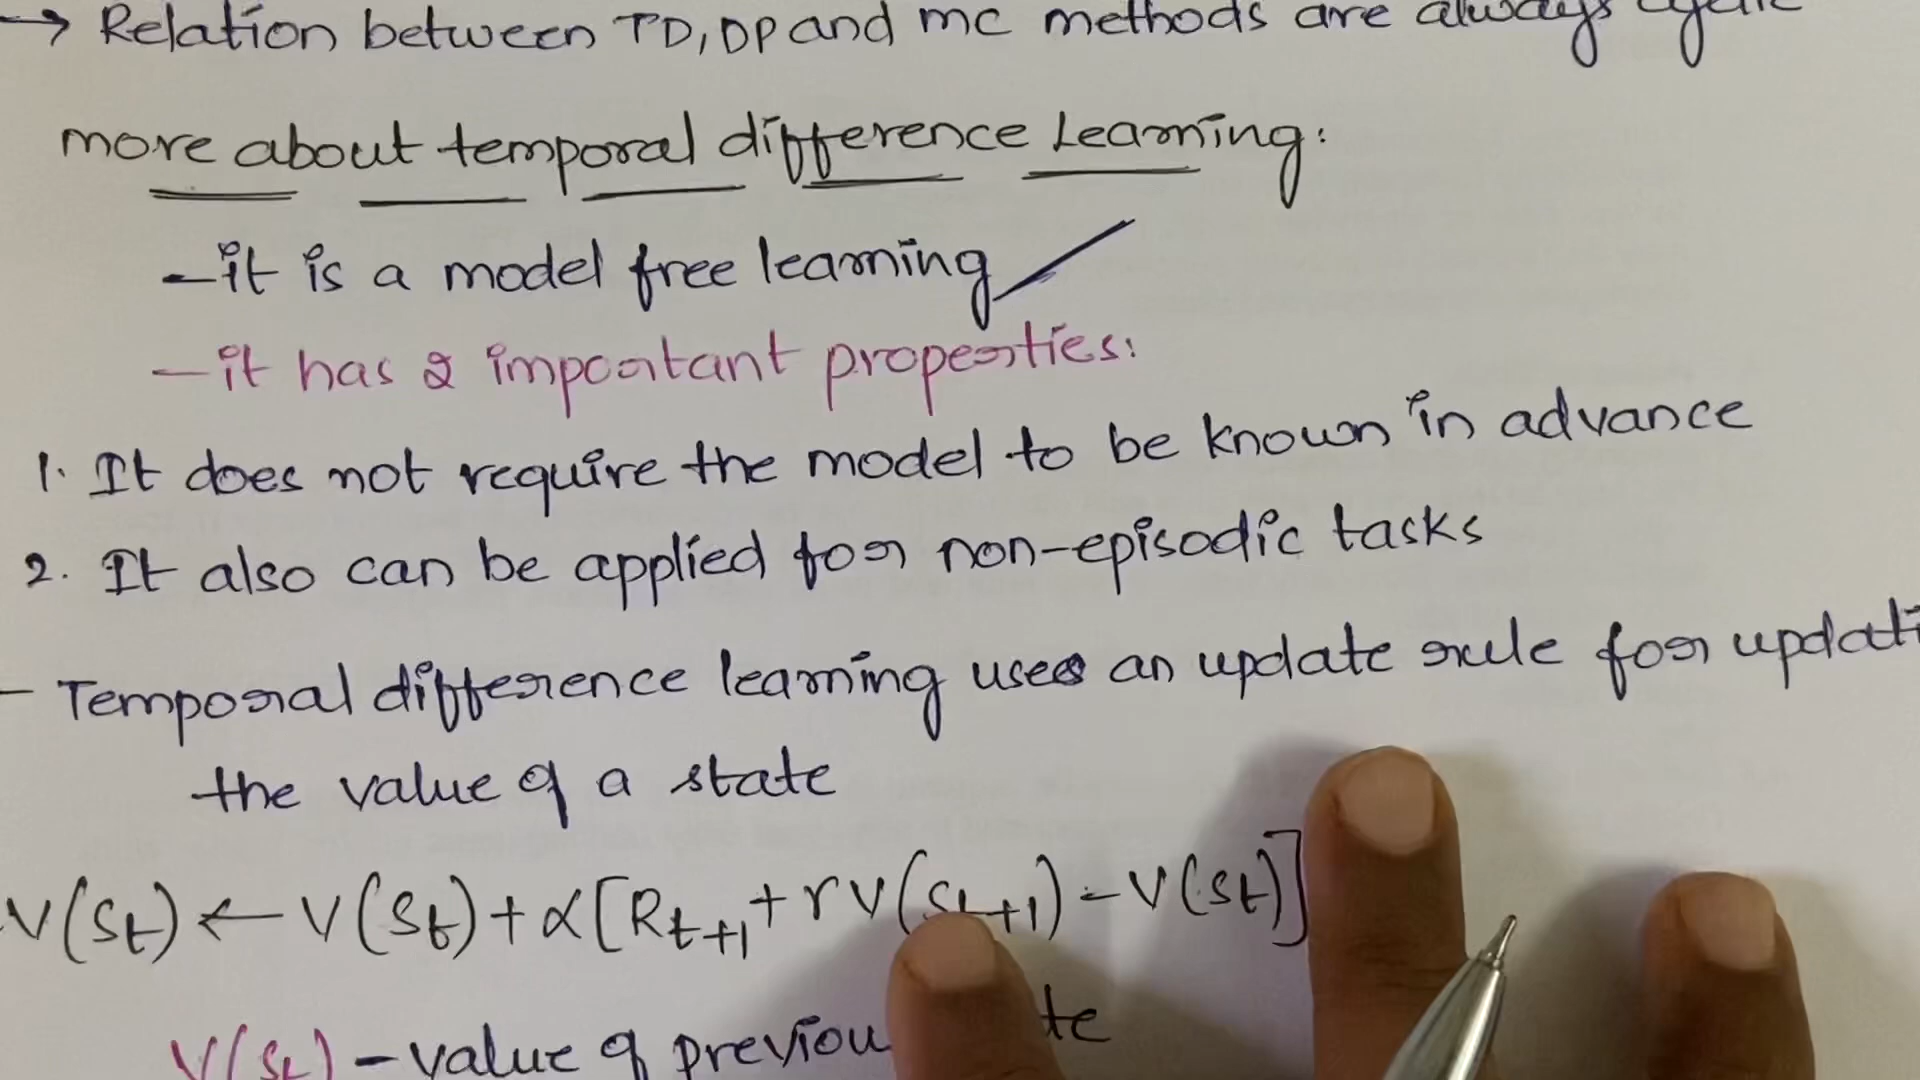 → Relation between TD, DP and mc methods are always cyclic
more about temporal difference Learning:
- it is a model free learning
- it has 2 important properties:
1. It does not require the model to be known in advance
2. It also can be applied for non-episodic tasks
- Temporal difference learning uses an update rule for updati
the value of a state
V(St) ← V(St) + α [Rt+1 + rV(St+1) - V(St)]
V(St) - value of previou te